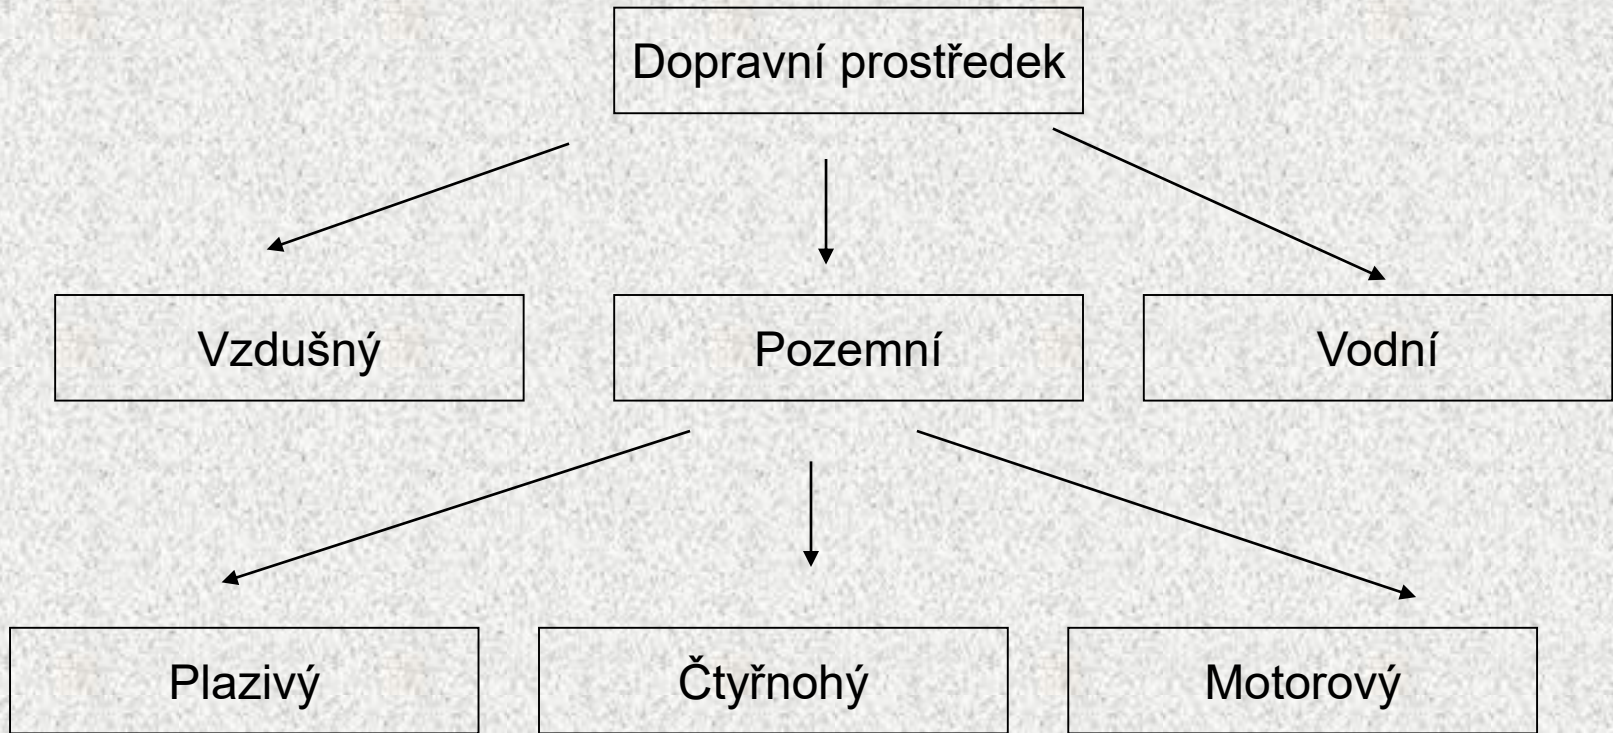 Dopravní prostředek
Vzdušný
Pozemní
Vodní
Plazivý
Čtyřnohý
Motorový